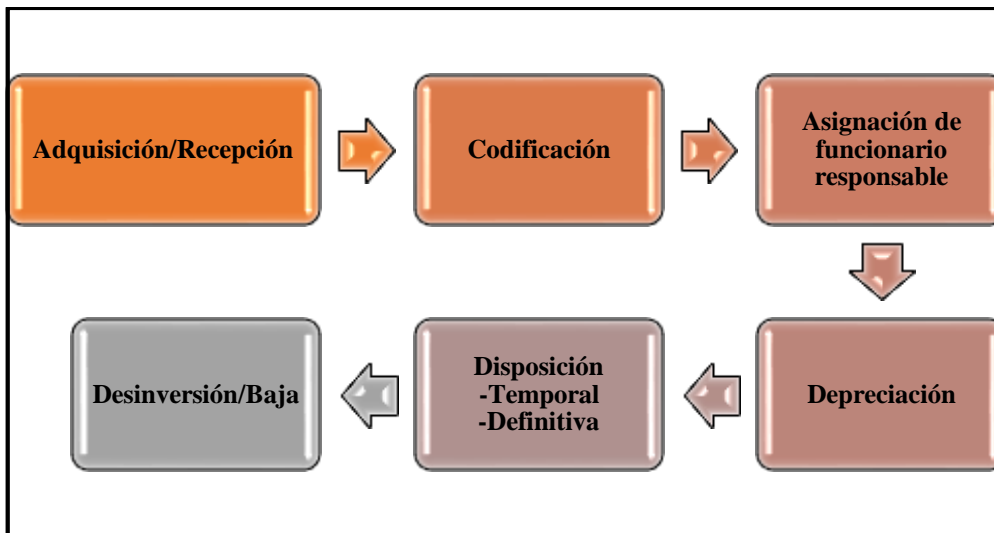 Adquisición/Recepción
Codificación
Asignación de
funcionario
responsable
Depreciación
Disposición
-Temporal
-Definitiva
Desinversión/Baja